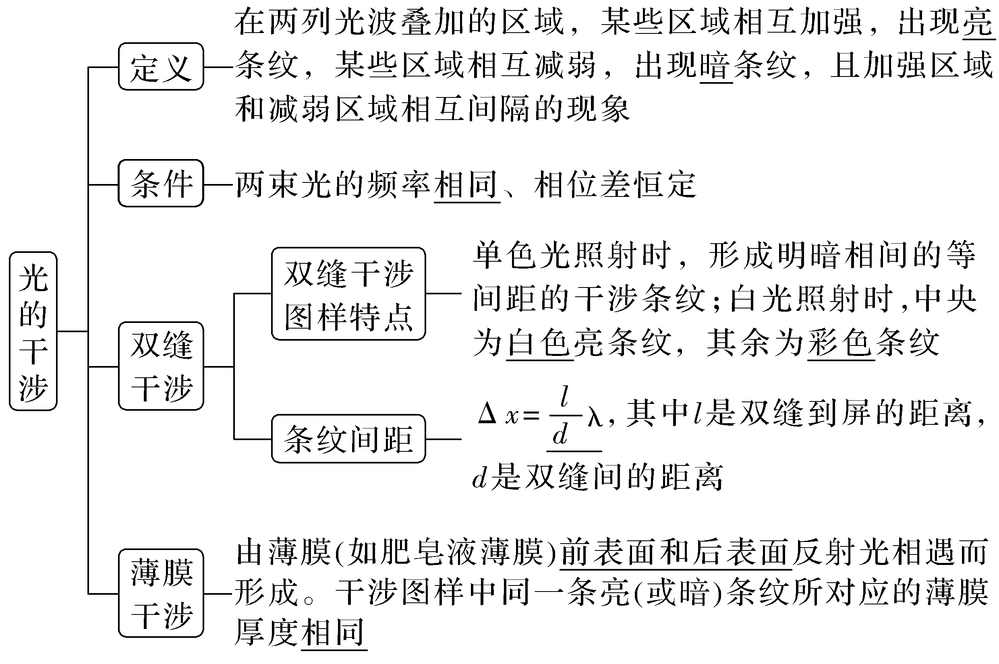 光的干涉
定义
在两列光波叠加的区域，某些区域相互加强，出现亮
条纹，某些区域相互减弱，出现暗条纹，且加强区域
和减弱区域相互间隔的现象
条件
两束光的频率相同、相位差恒定
双缝
干涉
双缝干涉
图样特点
单色光照射时，形成明暗相间的等
间距的干涉条纹;白光照射时,中央
为白色亮条纹，其余为彩色条纹
条纹间距
Δx=l/dλ,其中l是双缝到屏的距离,
d是双缝间的距离
薄膜
干涉
由薄膜(如肥皂液薄膜)前表面和后表面反射光相遇而
形成。干涉图样中同一条亮(或暗)条纹所对应的薄膜
厚度相同